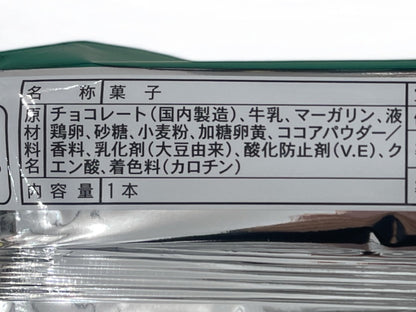 名 称 菓 子
原材料名 チョコレート(国内製造)、牛乳、マーガリン、液
鶏卵、砂糖、小麦粉、加糖卵黄、ココアパウダー/
香料、乳化剤(大豆由来)、酸化防止剤(V.E)、ク
エン酸、着色料(カロチン)
内 容 量 1本